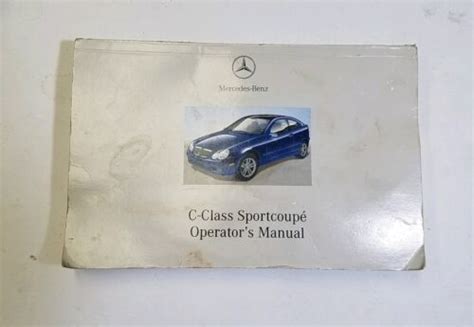 Mercedes-Benz
C-Class Sportcoupé
Operator's Manual